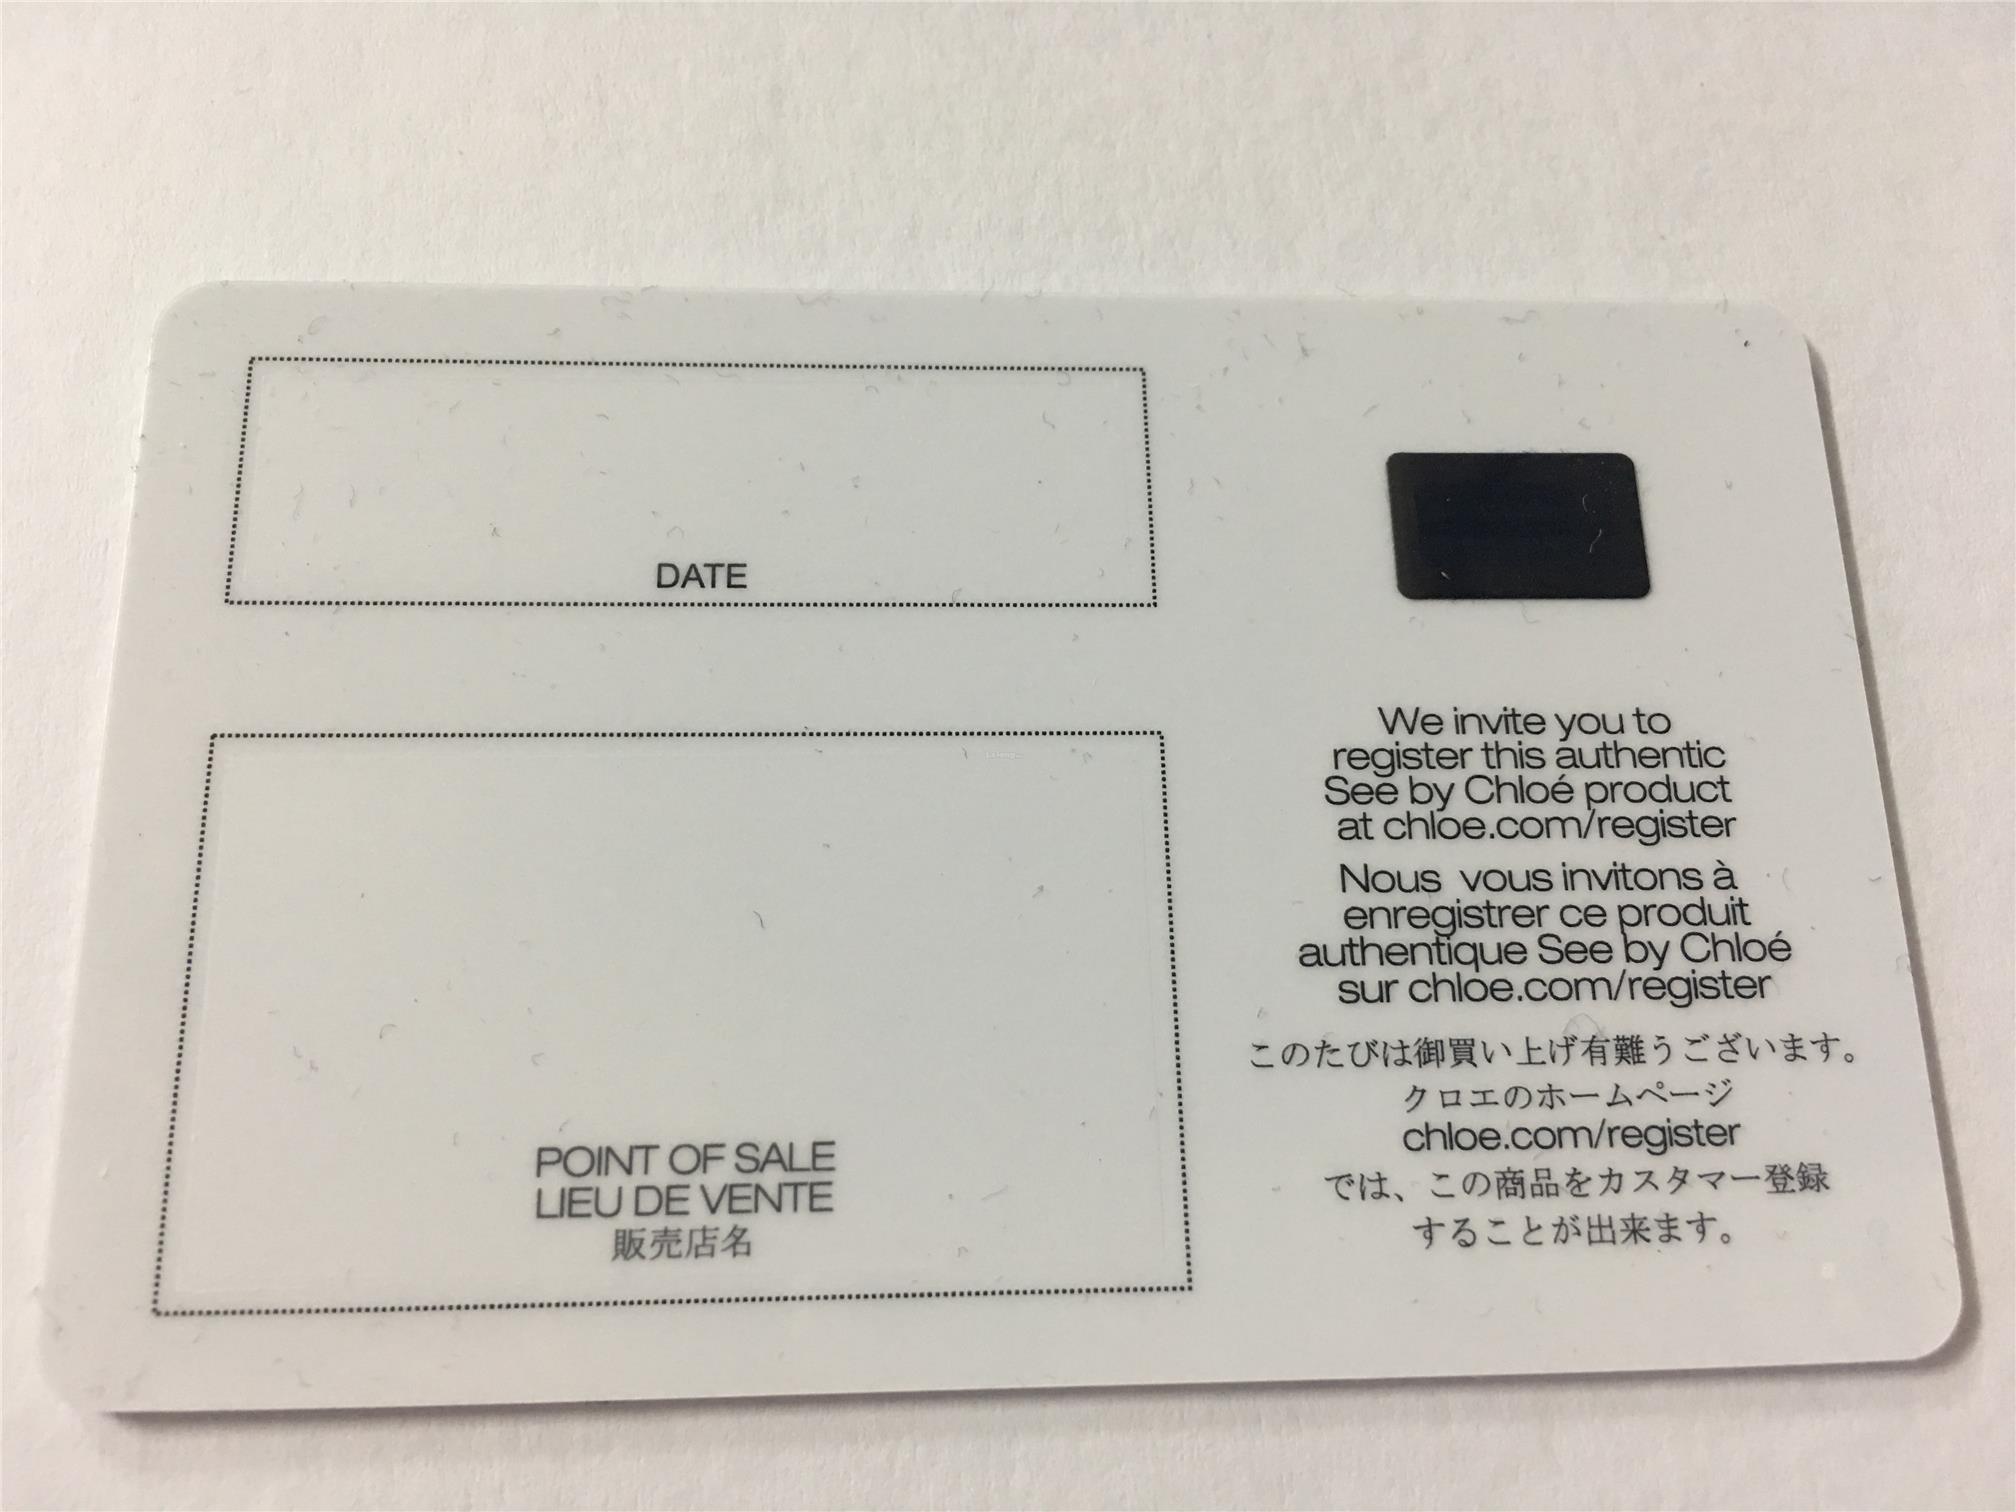 DATE
POINT OF SALE
LIEU DE VENTE
販売店名
We invite you to
register this authentic
See by Chloé product
at chloe.com/register
Nous vous invitons à
enregistrer ce produit
authentique See by Chloé
sur chloe.com/register
このたびは御買い上げ有難うございます。
クロエのホームページ
chloe.com/register
では、この商品をカスタマー登録
することが出来ます。